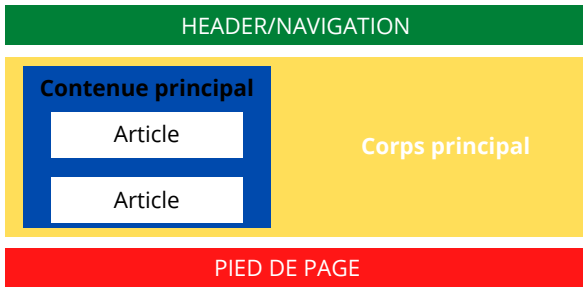 HEADER/NAVIGATION
Contenue principal
Article
Article
Corps principal
PIED DE PAGE